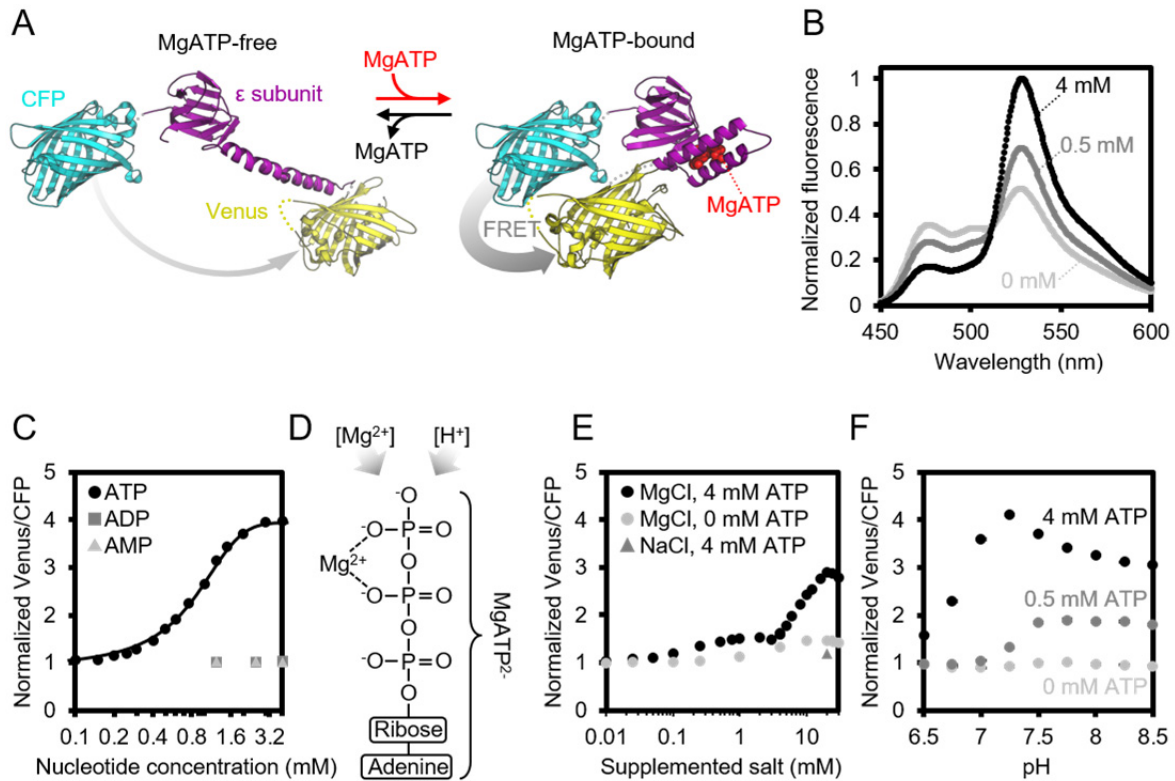 A
MgATP-free
MgATP-bound
CFP
ε subunit
MgATP
MgATP
Venus
FRET
MgATP
B
Normalized fluorescence
1
0.8
0.6
0.4
0.2
0
4 mM
0.5 mM
0 mM
450
500
550
600
Wavelength (nm)
C
Normalized Venus/CFP
5
4
3
2
1
0
ATP
ADP
AMP
0.1 0.2 0.4 0.8 1.6 3.2
Nucleotide concentration (mM)
D
[Mg2+]
[H+]
-O
-O P=O
Mg2+
O
-O P=O
O
-O P=O
O
Ribose
Adenine
MgATP2-
E
Normalized Venus/CFP
5
4
3
2
1
0
MgCl, 4 mM ATP
MgCl, 0 mM ATP
NaCl, 4 mM ATP
0.01 0.1 1 10
Supplemented salt (mM)
F
Normalized Venus/CFP
5
4
3
2
1
0
4 mM ATP
0.5 mM ATP
0 mM ATP
6.5 7 7.5 8 8.5
pH